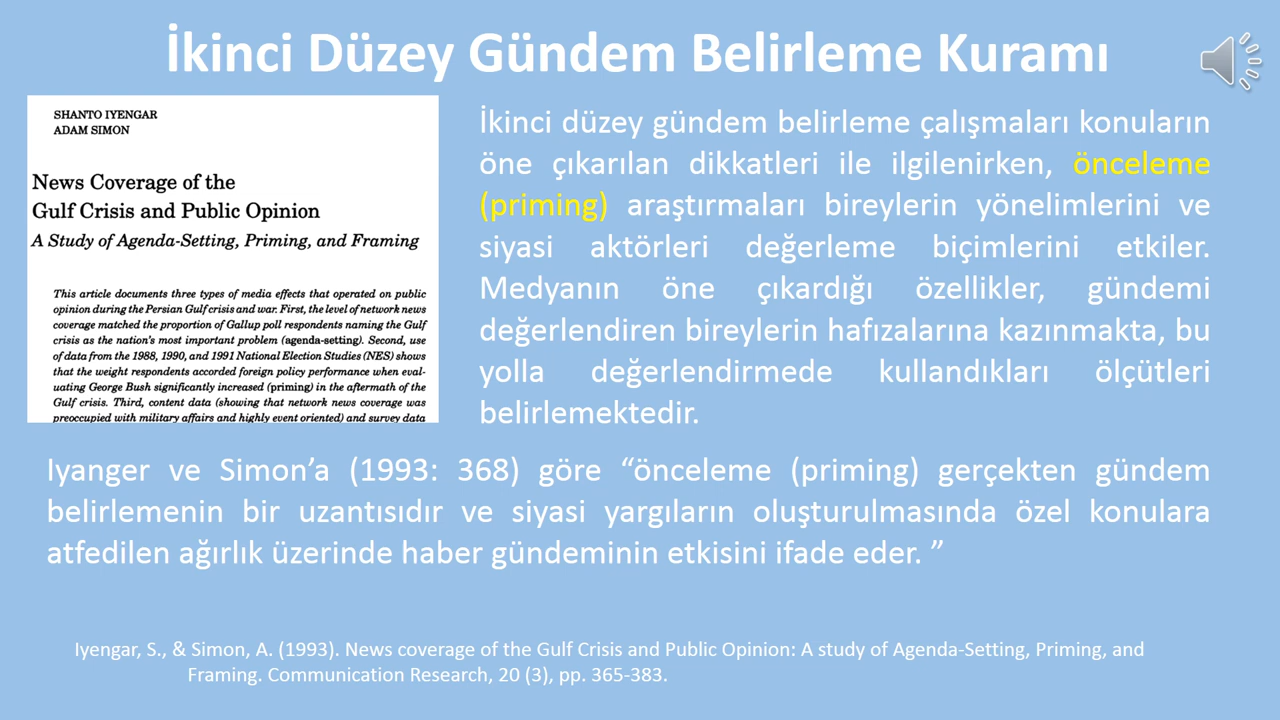 İkinci Düzey Gündem Belirleme Kuramı
SHANTO IYENGAR
ADAM SIMON
News Coverage of the
Gulf Crisis and Public Opinion
A Study of Agenda-Setting, Priming, and Framing
This article documents three types of media effects that operated on public
opinion during the Persian Gulf crisis and war. First, the level of network news
coverage matched the proportion of Gallup poll respondents naming the Gulf
crisis as the nation's most important problem (agenda-setting). Second, use
of data from the 1988, 1990, and 1991 National Election Studies (NES) shows
that the weight respondents accorded foreign policy performance when eval-
uating George Bush significantly increased (priming) in the aftermath of the
Gulf crisis. Third, content data (showing that network news coverage was
preoccupied with military affairs and highly event oriented) and survey data
İkinci düzey gündem belirleme çalışmaları konuların
öne çıkarılan dikkatleri ile ilgilenirken, önceleme
(priming) araştırmaları bireylerin yönelimlerini ve
siyasi aktörleri değerleme biçimlerini etkiler.
Medyanın öne çıkardığı özellikler, gündemi
değerlendiren bireylerin hafızalarına kazınmakta, bu
yolla değerlendirmede kullandıkları ölçütleri
belirlemektedir.
Iyanger ve Simon’a (1993: 368) göre “önceleme (priming) gerçekten gündem
belirlemenin bir uzantısıdır ve siyasi yargıların oluşturulmasında özel konulara
atfedilen ağırlık üzerinde haber gündeminin etkisini ifade eder. ”
Iyengar, S., & Simon, A. (1993). News coverage of the Gulf Crisis and Public Opinion: A study of Agenda-Setting, Priming, and
Framing. Communication Research, 20 (3), pp. 365-383.